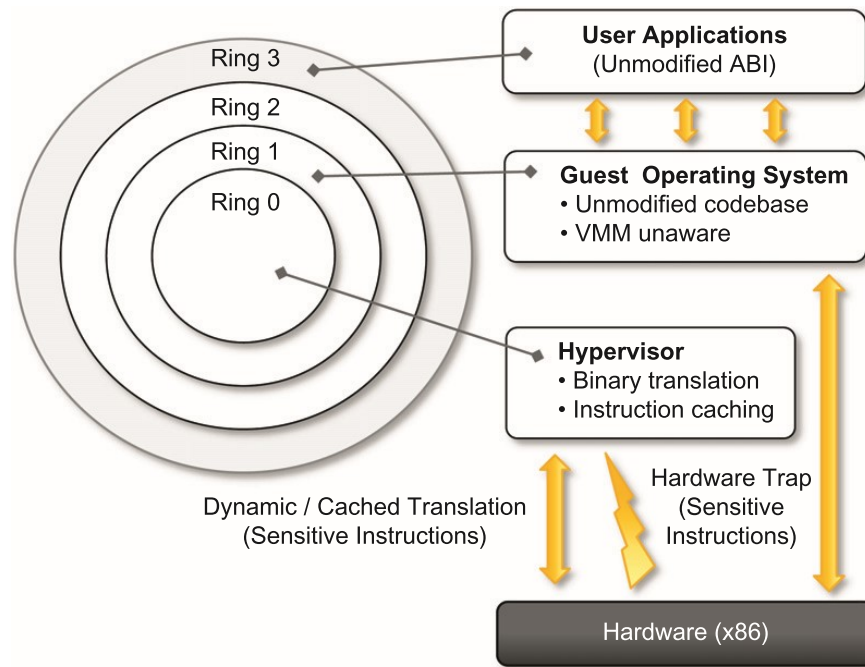 Ring 3
Ring 2
Ring 1
Ring 0
User Applications
(Unmodified ABI)
Guest Operating System
• Unmodified codebase
• VMM unaware
Hypervisor
• Binary translation
• Instruction caching
Dynamic / Cached Translation
(Sensitive Instructions)
Hardware Trap
(Sensitive
Instructions)
Hardware (x86)